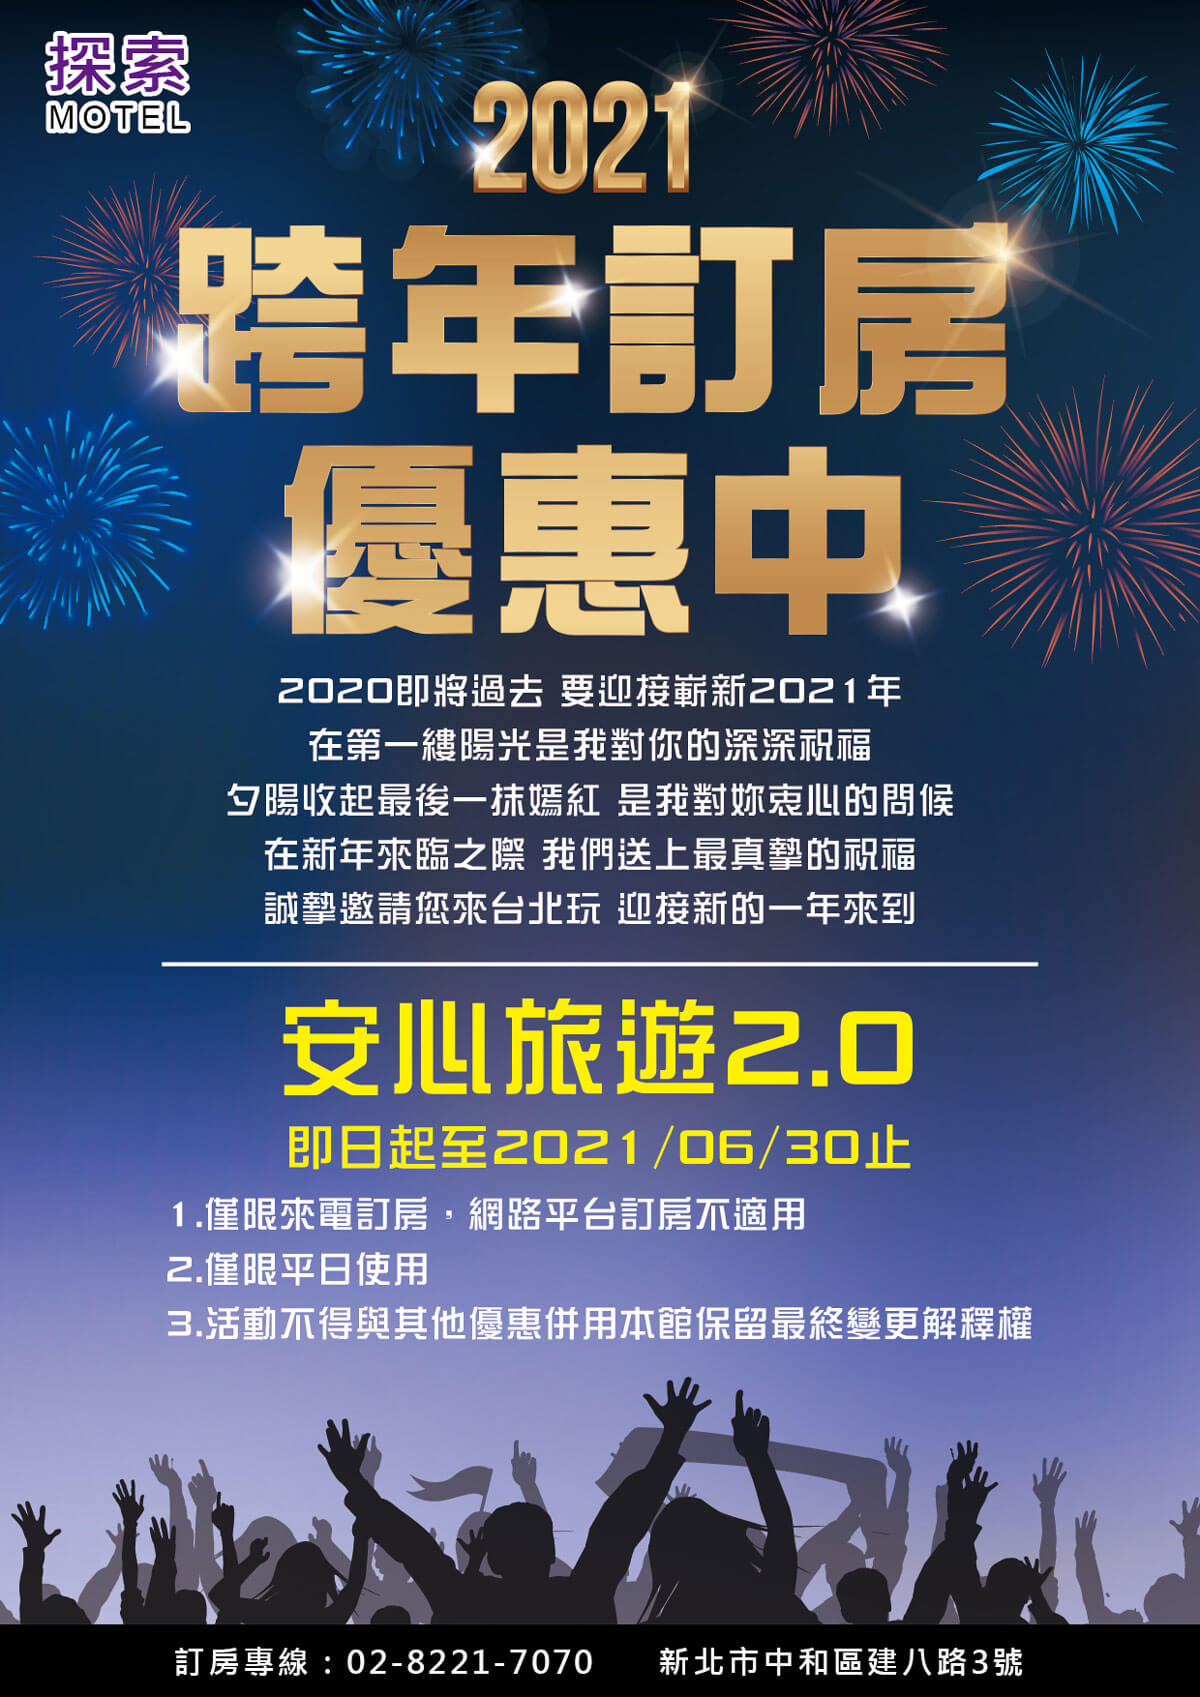 探索
MOTEL
2021
跨年訂房
優惠中
2020即將過去 要迎接嶄新2021年
在第一縷陽光是我對你的深深祝福
夕陽收起最後一抹嫣紅 是我對妳衷心的問候
在新年來臨之際 我們送上最真摯的祝福
誠摯邀請您來台北玩 迎接新的一年來到
安心旅遊2.0
即日起至2021/06/30止
1.僅限來電訂房，網路平台訂房不適用
2.僅限平日使用
3.活動不得與其他優惠併用本館保留最終變更解釋權
訂房專線：02-8221-7070 新北市中和區建八路3號